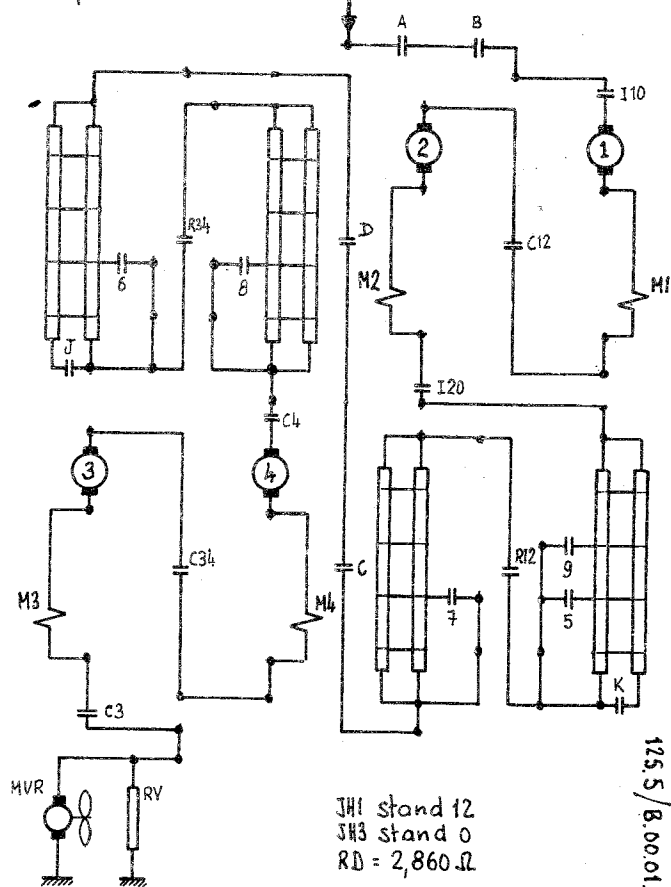 A
B
I10
2
1
R34
D
C12
6
8
M2
M1
J
I20
C4
3
4
C34
C
R12
9
M3
M4
7
5
K
C3
MVR
RV
JH1 stand 12
JH3 stand 0
RD = 2,860 Ω
125.5/B.00.01.